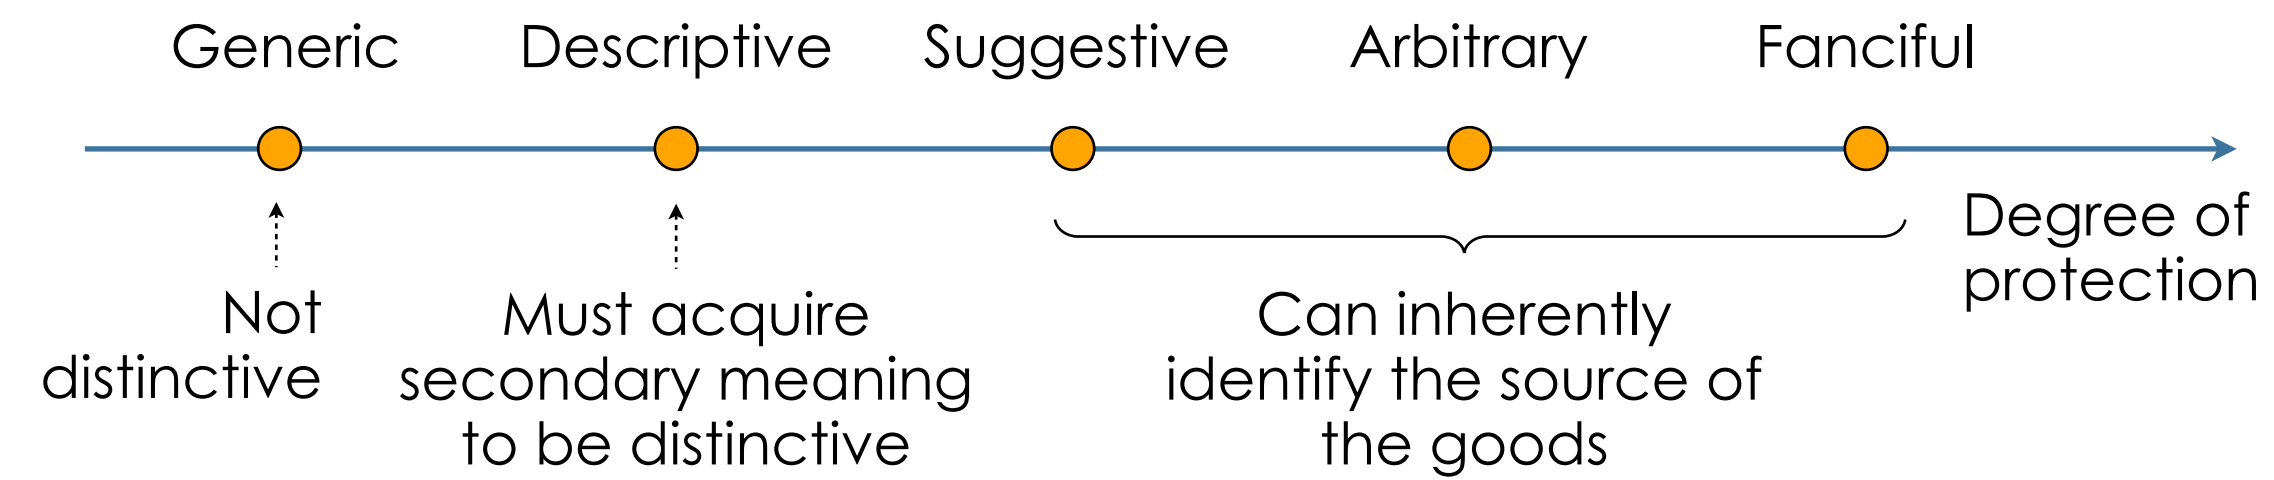 Generic Descriptive Suggestive Arbitrary Fanciful
Degree of
protection
Not
distinctive
Must acquire
secondary meaning
to be distinctive
Can inherently
identify the source of
the goods